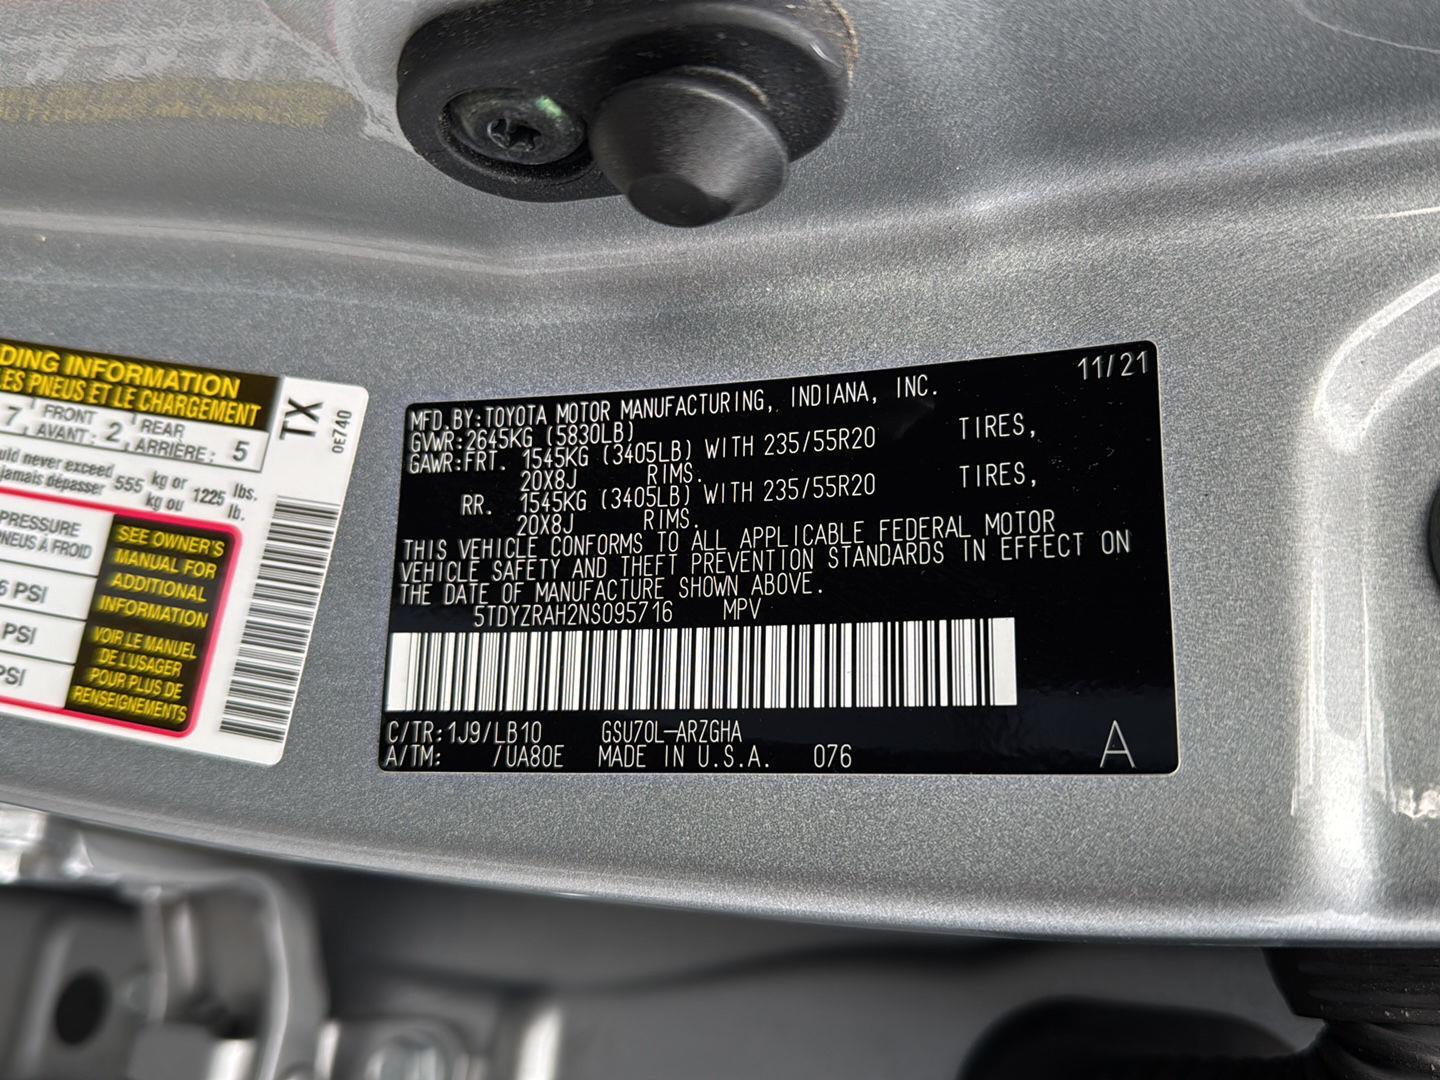 DING INFORMATION
LES PNEUS ET LE CHARGEMENT
TX
0E740
7 FRONT 2 REAR 5
, AVANT: , ARRIÈRE:
uld never exceed 555 kg or 1225 lbs.
jamais dépasser kg ou lb.
PRESSURE
NEUS À FROID
6 PSI
PSI
PSI
SEE OWNER'S
MANUAL FOR
ADDITIONAL
INFORMATION
VOIR LE MANUEL
DE L'USAGER
POUR PLUS DE
RENSEIGNEMENTS
11/21
MFD.BY:TOYOTA MOTOR MANUFACTURING, INDIANA, INC.
GVWR:2645KG (5830LB)
GAWR:FRT. 1545KG (3405LB) WITH 235/55R20 TIRES,
20X8J RIMS.
RR. 1545KG (3405LB) WITH 235/55R20 TIRES,
20X8J RIMS.
THIS VEHICLE CONFORMS TO ALL APPLICABLE FEDERAL MOTOR
VEHICLE SAFETY AND THEFT PREVENTION STANDARDS IN EFFECT ON
THE DATE OF MANUFACTURE SHOWN ABOVE.
5TDYZRAH2NS095716 MPV
C/TR:1J9/LB10 GSU70L-ARZGHA
A/TM: /UA80E MADE IN U.S.A. 076
A